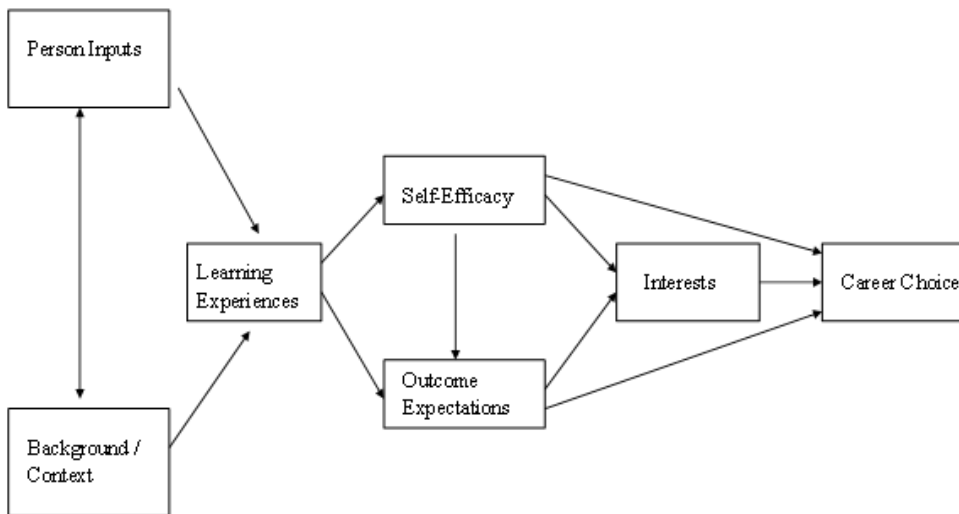 Person Inputs
Self-Efficacy
Learning
Experiences
Interests
Career Choice
Outcome
Expectations
Background /
Context